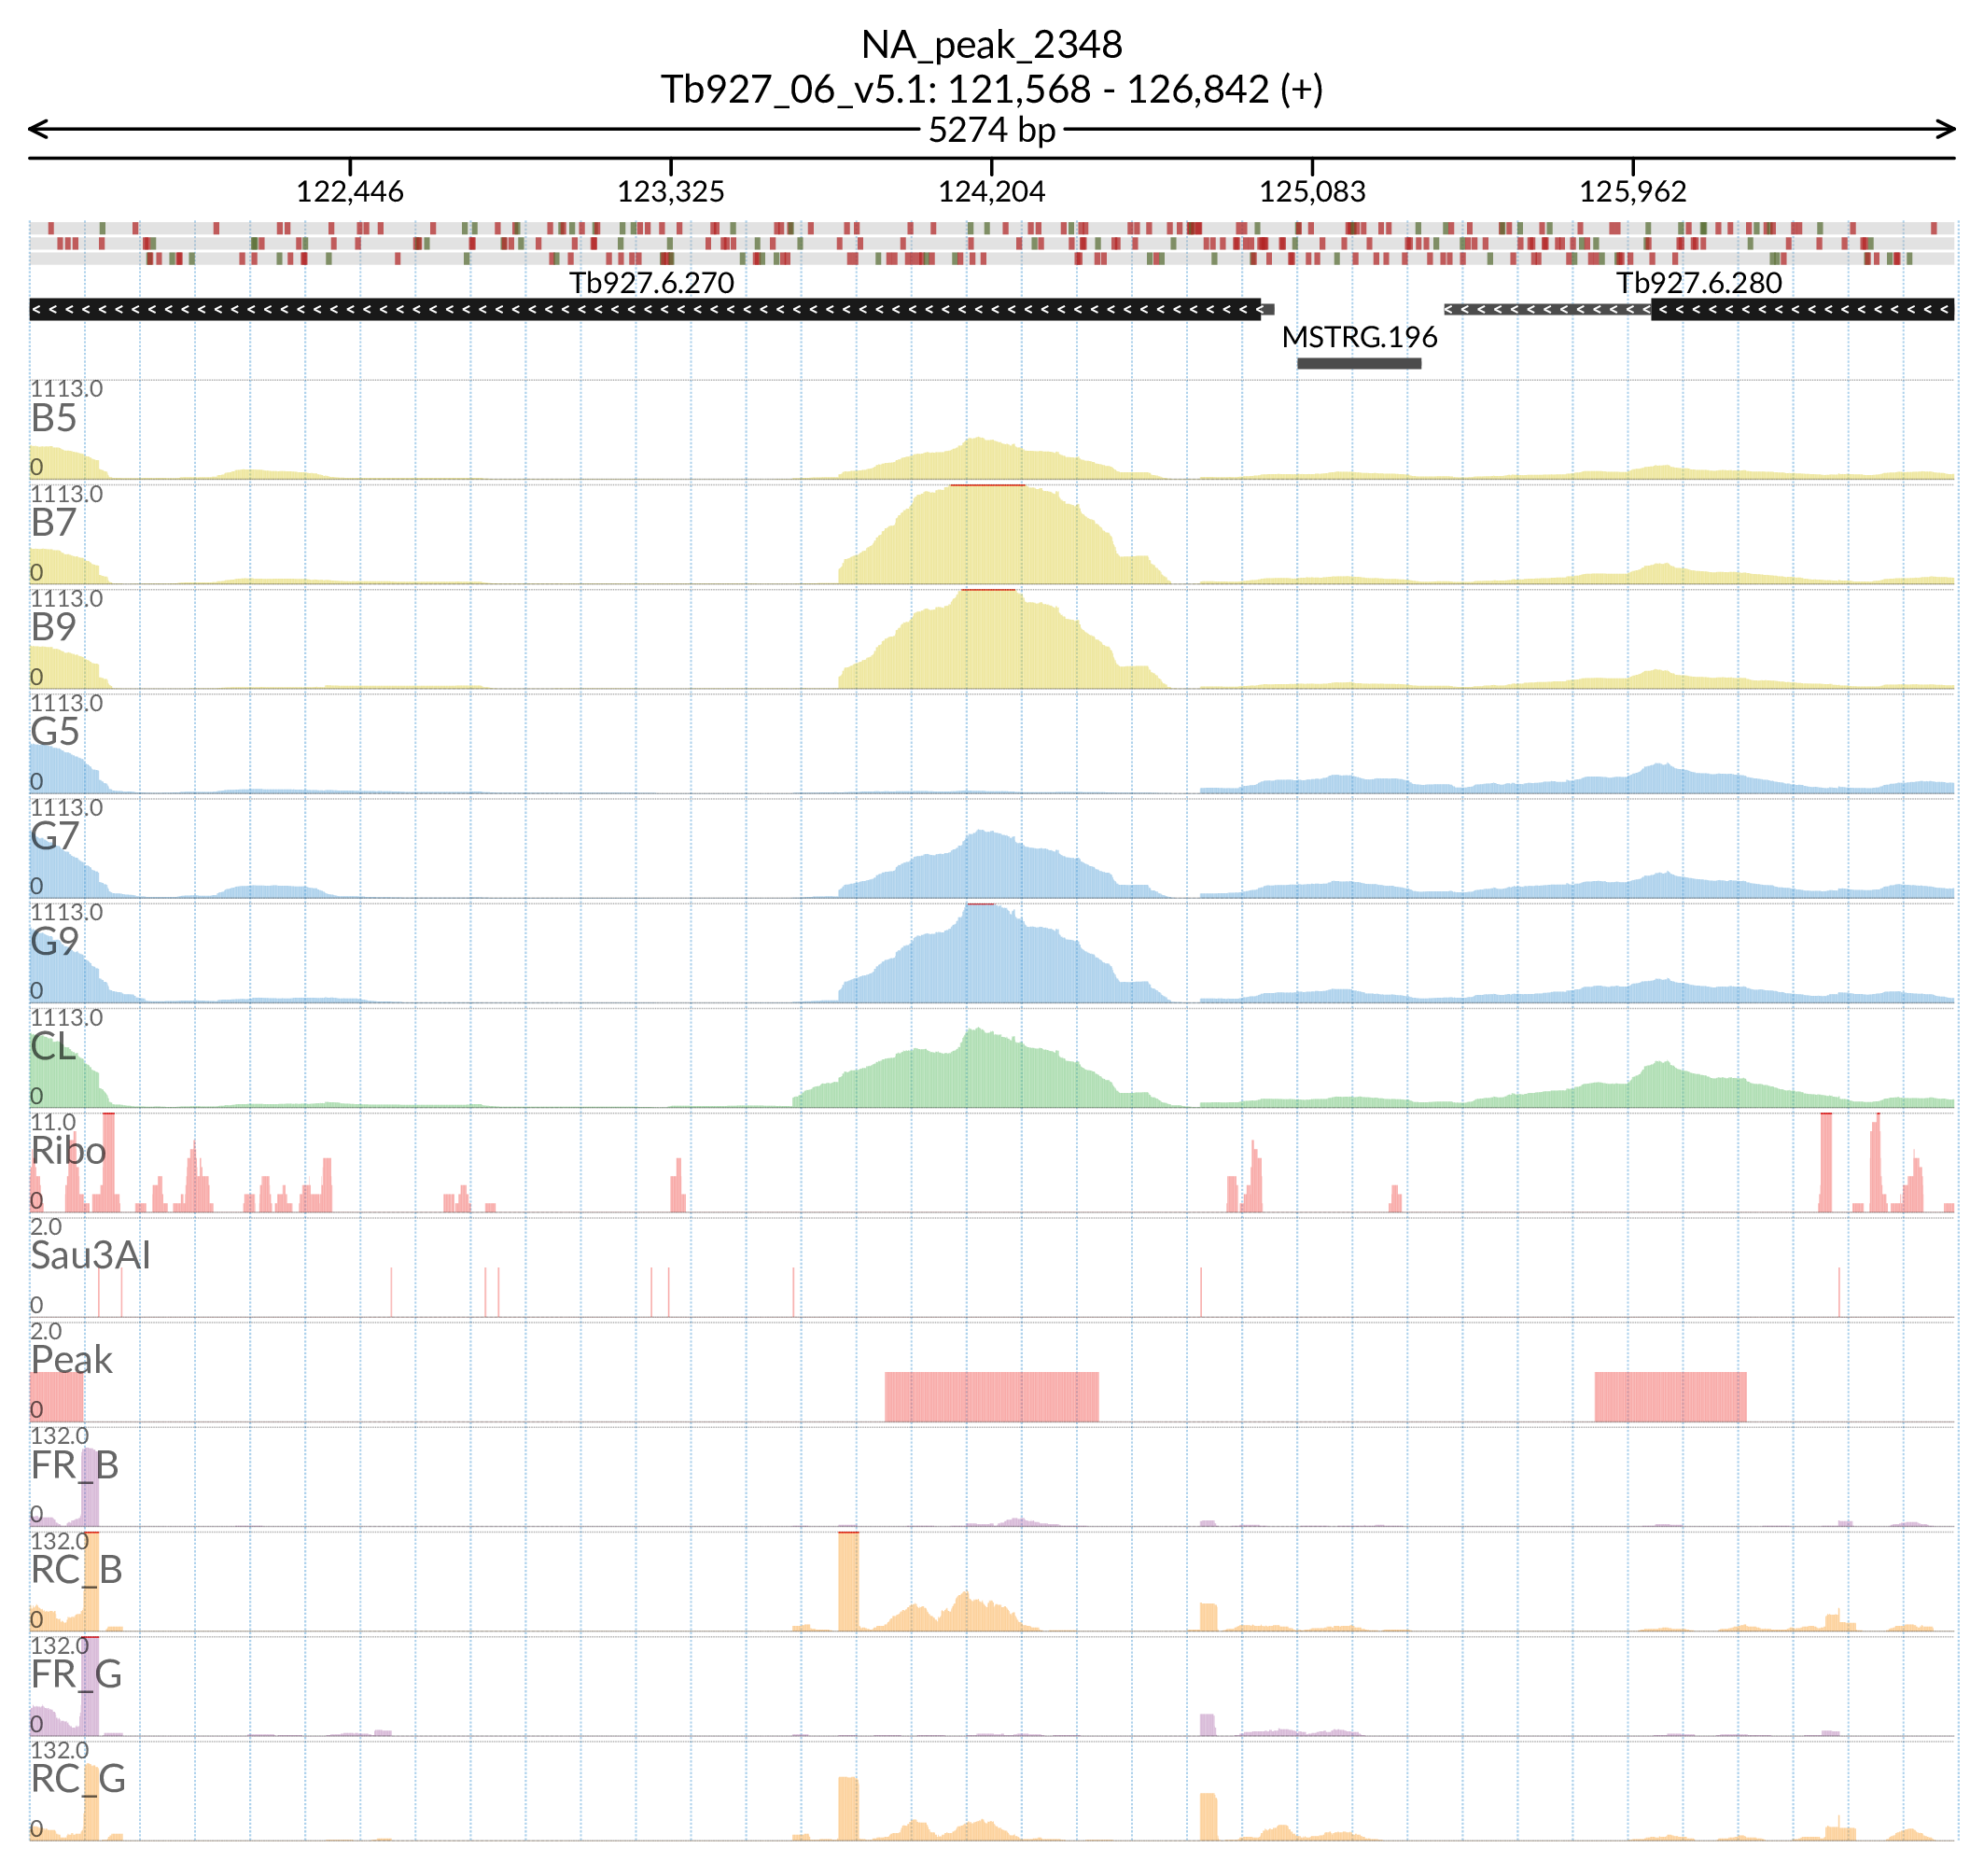 NA_peak_2348
Tb927_06_v5.1: 121,568 - 126,842 (+)
5274 bp
122,446 123,325 124,204 125,083 125,962
Tb927.6.270 Tb927.6.280
MSTRG.196
1113.0
B5
0
1113.0
B7
0
1113.0
B9
0
1113.0
G5
0
1113.0
G7
0
1113.0
G9
0
1113.0
CL
0
11.0
Ribo
0
2.0
Sau3AI
0
2.0
Peak
0
132.0
FR_B
0
132.0
RC_B
0
132.0
FR_G
0
132.0
RC_G
0